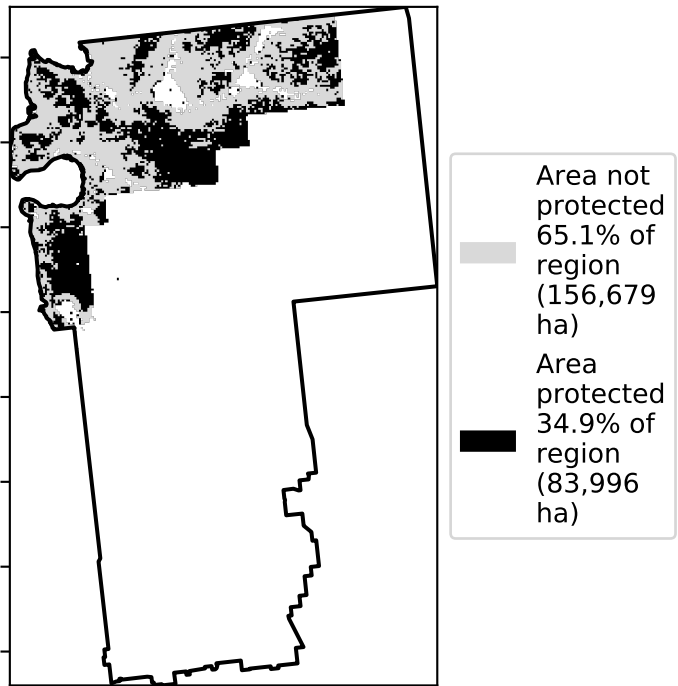 Area not
protected
65.1% of
region
(156,679
ha)
Area
protected
34.9% of
region
(83,996
ha)